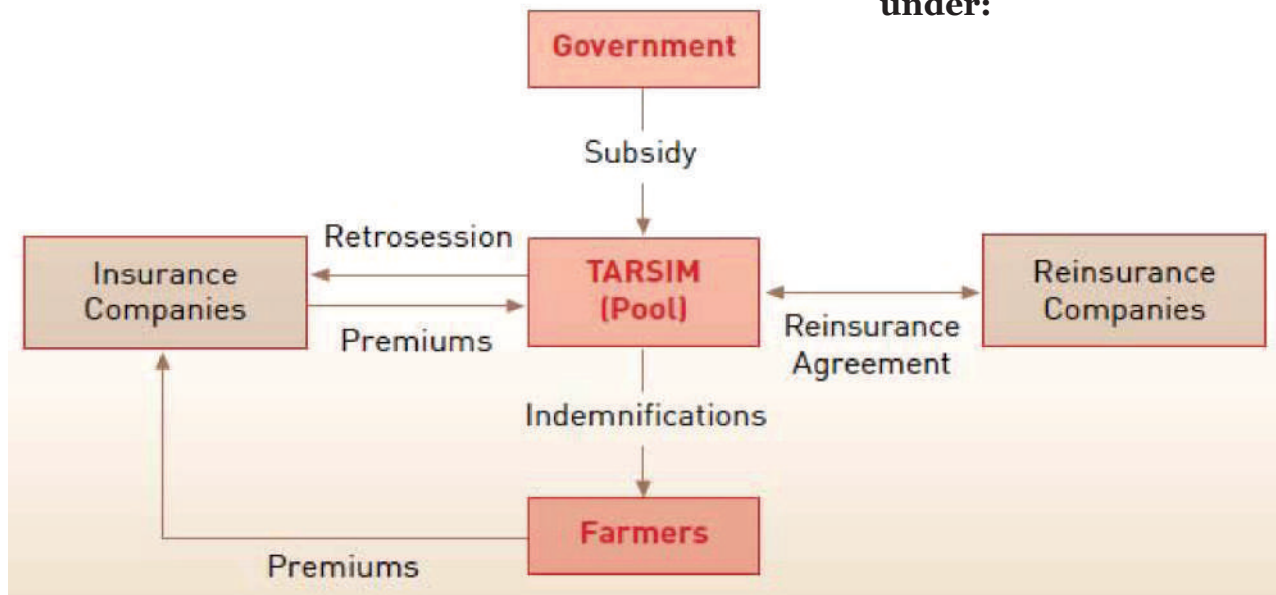 under:
Government
Subsidy
Retrosession
Insurance
Companies
Premiums
TARSIM
(Pool)
Reinsurance
Agreement
Reinsurance
Companies
Indemnifications
Farmers
Premiums